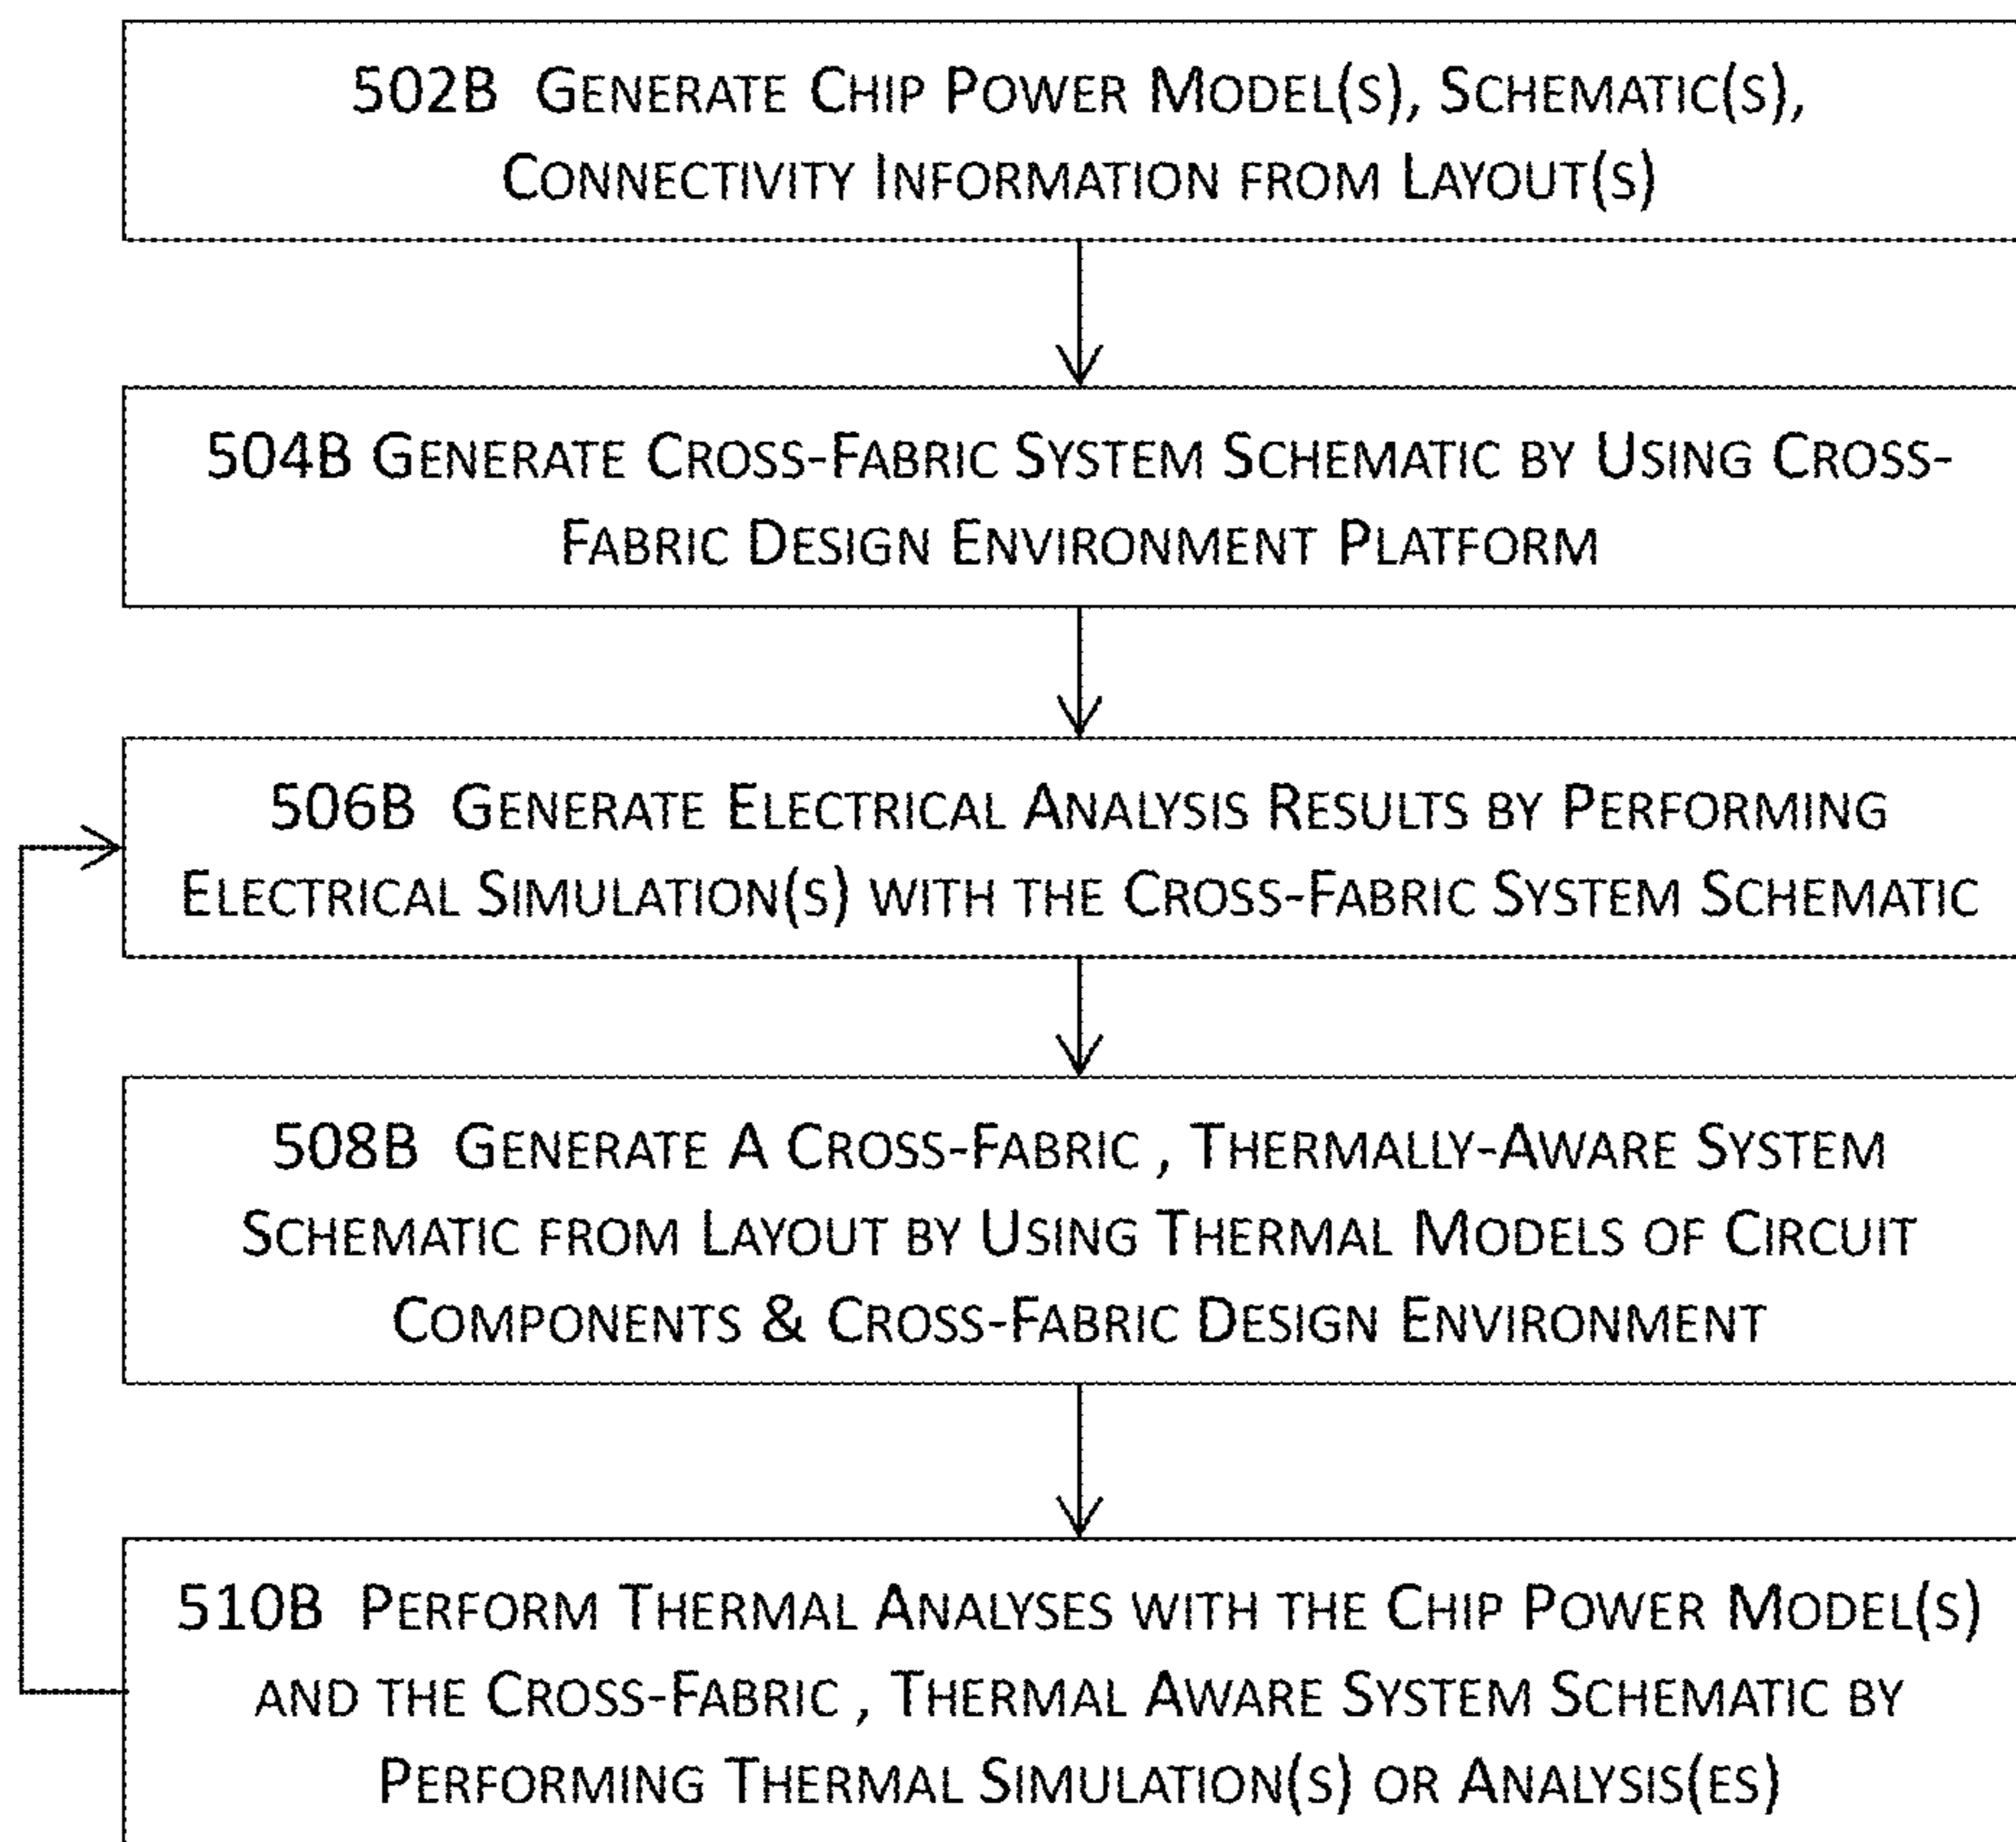 502B Generate Chip Power Model(s), Schematic(s),
Connectivity Information from Layout(s)
504B Generate Cross-Fabric System Schematic by Using Cross-
Fabric Design Environment Platform
506B Generate Electrical Analysis Results by Performing
Electrical Simulation(s) with the Cross-Fabric System Schematic
508B Generate A Cross-Fabric , Thermally-Aware System
Schematic from Layout by Using Thermal Models of Circuit
Components & Cross-Fabric Design Environment
510B Perform Thermal Analyses with the Chip Power Model(s)
and the Cross-Fabric , Thermal Aware System Schematic by
Performing Thermal Simulation(s) or Analysis(es)